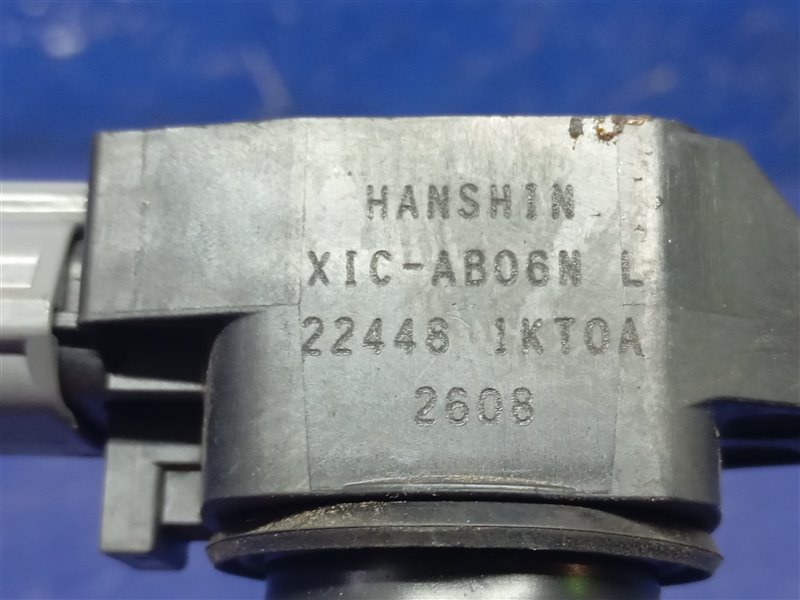 HANSHIN
XIC-AB06N L
22448 1KT0A
2608